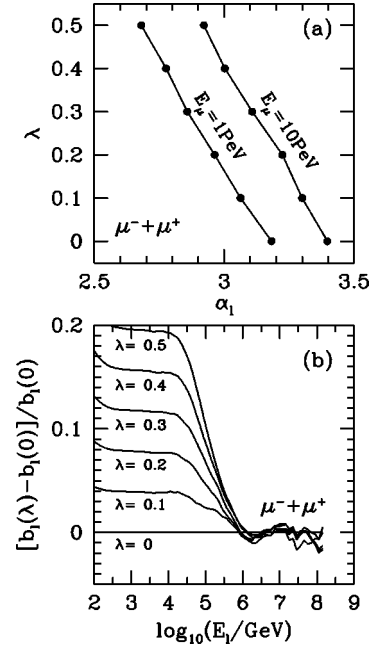 0.5
(a)
0.4
0.3
λ
0.2
0.1
0
E_μ=1PeV
E_μ=10PeV
μ⁻+μ⁺
2.5
3
3.5
α_l
0.2
(b)
λ= 0.5
λ= 0.4
λ= 0.3
0.1
λ= 0.2
λ= 0.1
μ⁻+μ⁺
0
λ= 0
[b_l(λ)−b_l(0)]/b_l(0)
2 3 4 5 6 7 8
log₁₀(E_l/GeV)